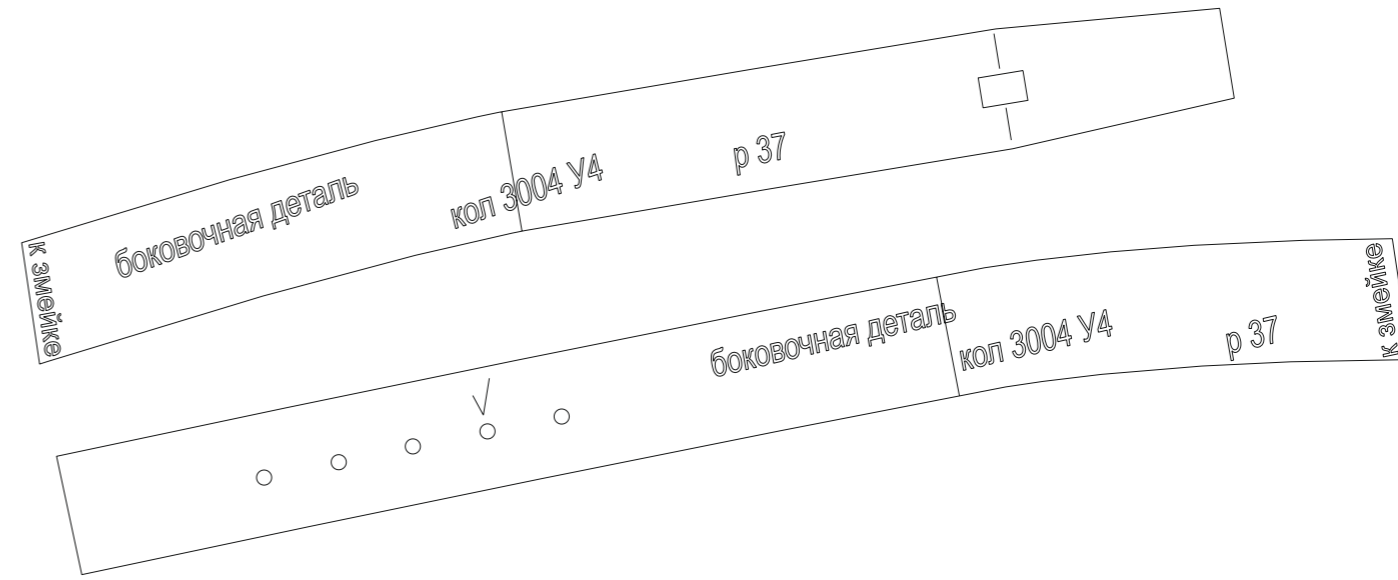 к змейке
боковочная деталь
кол 3004 У4
р 37
боковочная деталь
кол 3004 У4
р 37
к змейке